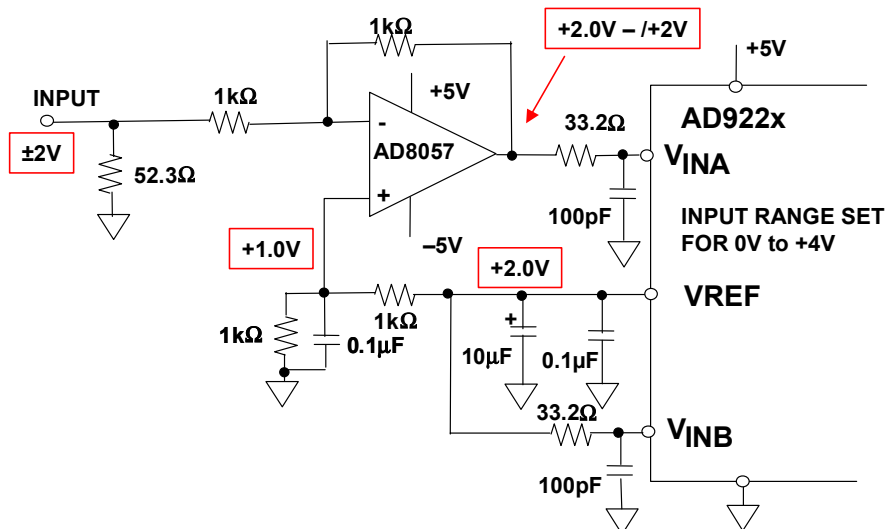 1kΩ
+2.0V – /+2V
+5V
INPUT
1kΩ
+5V
33.2Ω
AD922x
±2V
-
AD8057
VINA
52.3Ω
+
100pF
INPUT RANGE SET
FOR 0V to +4V
+1.0V
–5V
+2.0V
VREF
1kΩ
1kΩ
0.1μF
+
10μF
0.1μF
33.2Ω
VINB
100pF